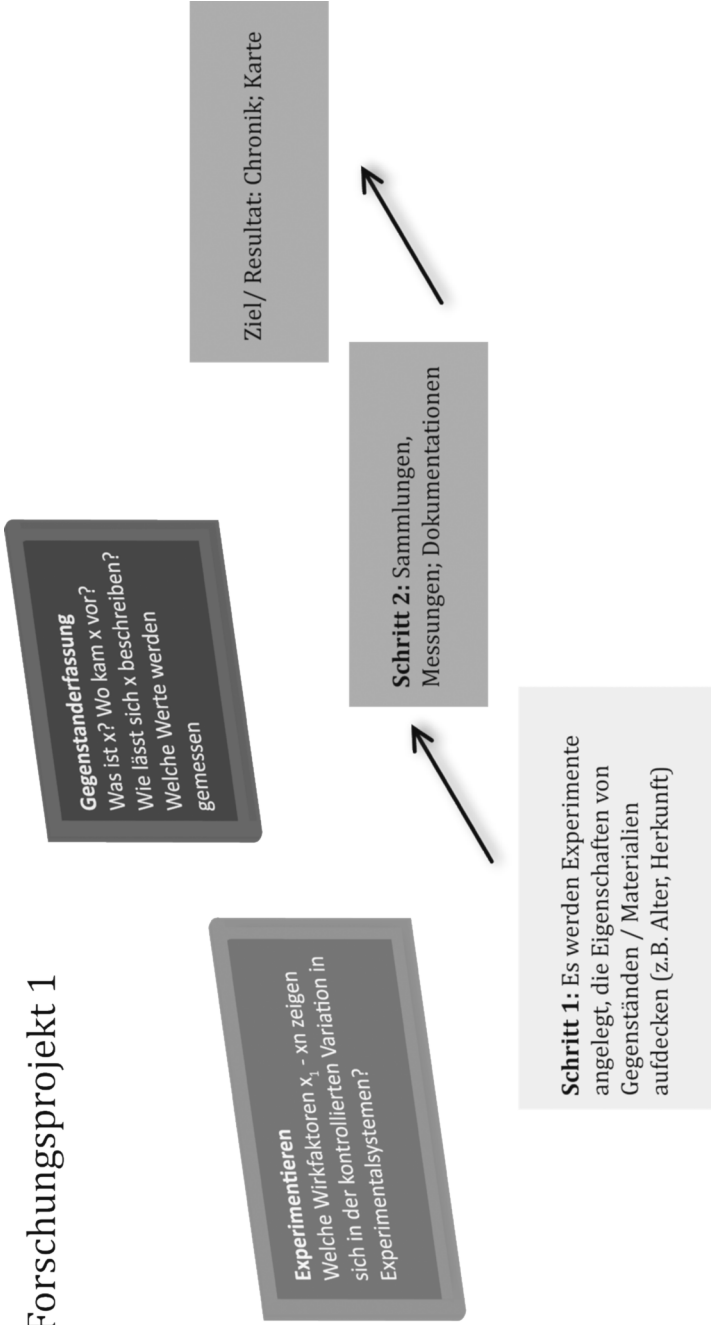 Forschungsprojekt 1
Experimentieren
Welche Wirkfaktoren x₁ - xn zeigen
sich in der kontrollierten Variation in
Experimentalsystemen?
Gegenstanderfassung
Was ist x? Wo kam x vor?
Wie lässt sich x beschreiben?
Welche Werte werden
gemessen
Schritt 1: Es werden Experimente
angelegt, die Eigenschaften von
Gegenständen / Materialien
aufdecken (z.B. Alter, Herkunft)
Schritt 2: Sammlungen,
Messungen; Dokumentationen
Ziel/ Resultat: Chronik; Karte